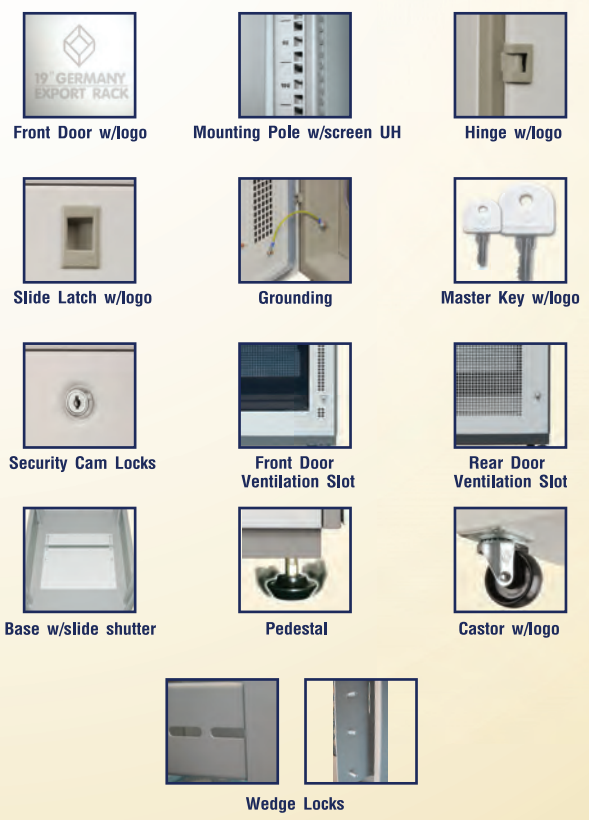 19" GERMANY
EXPORT RACK
Front Door w/logo
Mounting Pole w/screen UH
Hinge w/logo
Slide Latch w/logo
Grounding
Master Key w/logo
Security Cam Locks
Front Door
Ventilation Slot
Rear Door
Ventilation Slot
Base w/slide shutter
Pedestal
Castor w/logo
Wedge Locks